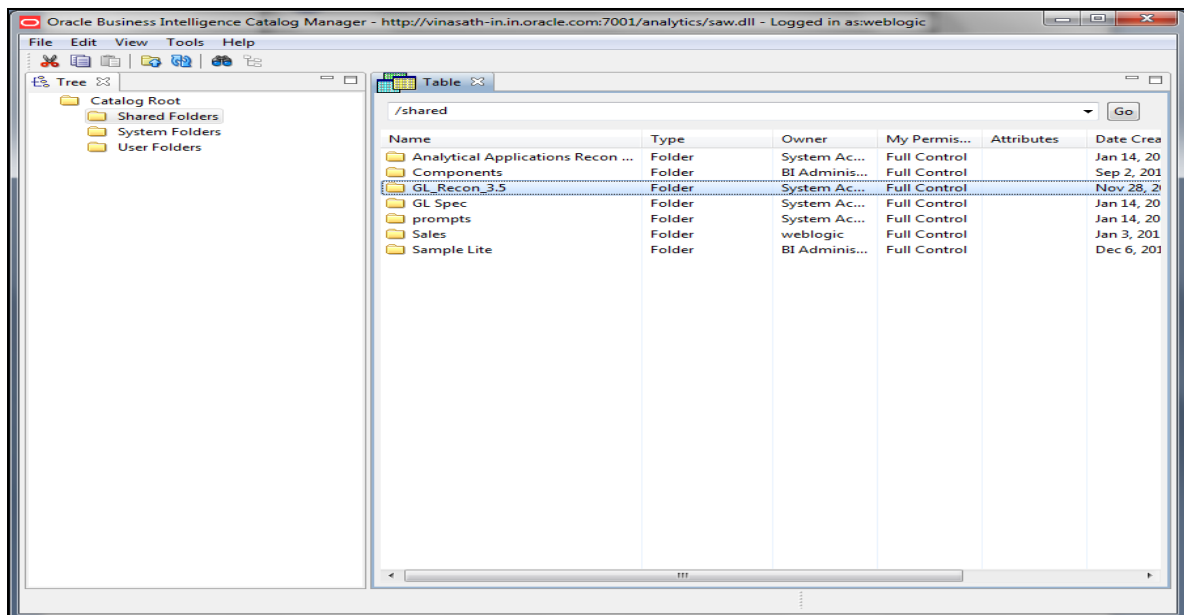 Oracle Business Intelligence Catalog Manager - http://vinasath-in.in.oracle.com:7001/analytics/saw.dll - Logged in as:weblogic
File Edit View Tools Help
Tree
Catalog Root
Shared Folders
System Folders
User Folders
Table
/shared Go
Name Type Owner My Permis... Attributes Date Crea
Analytical Applications Recon ... Folder System Ac... Full Control Jan 14, 20
Components Folder BI Adminis... Full Control Sep 2, 201
GL_Recon_3.5 Folder System Ac... Full Control Nov 28, 20
GL Spec Folder System Ac... Full Control Jan 14, 20
prompts Folder System Ac... Full Control Jan 14, 20
Sales Folder weblogic Full Control Jan 3, 201
Sample Lite Folder BI Adminis... Full Control Dec 6, 201